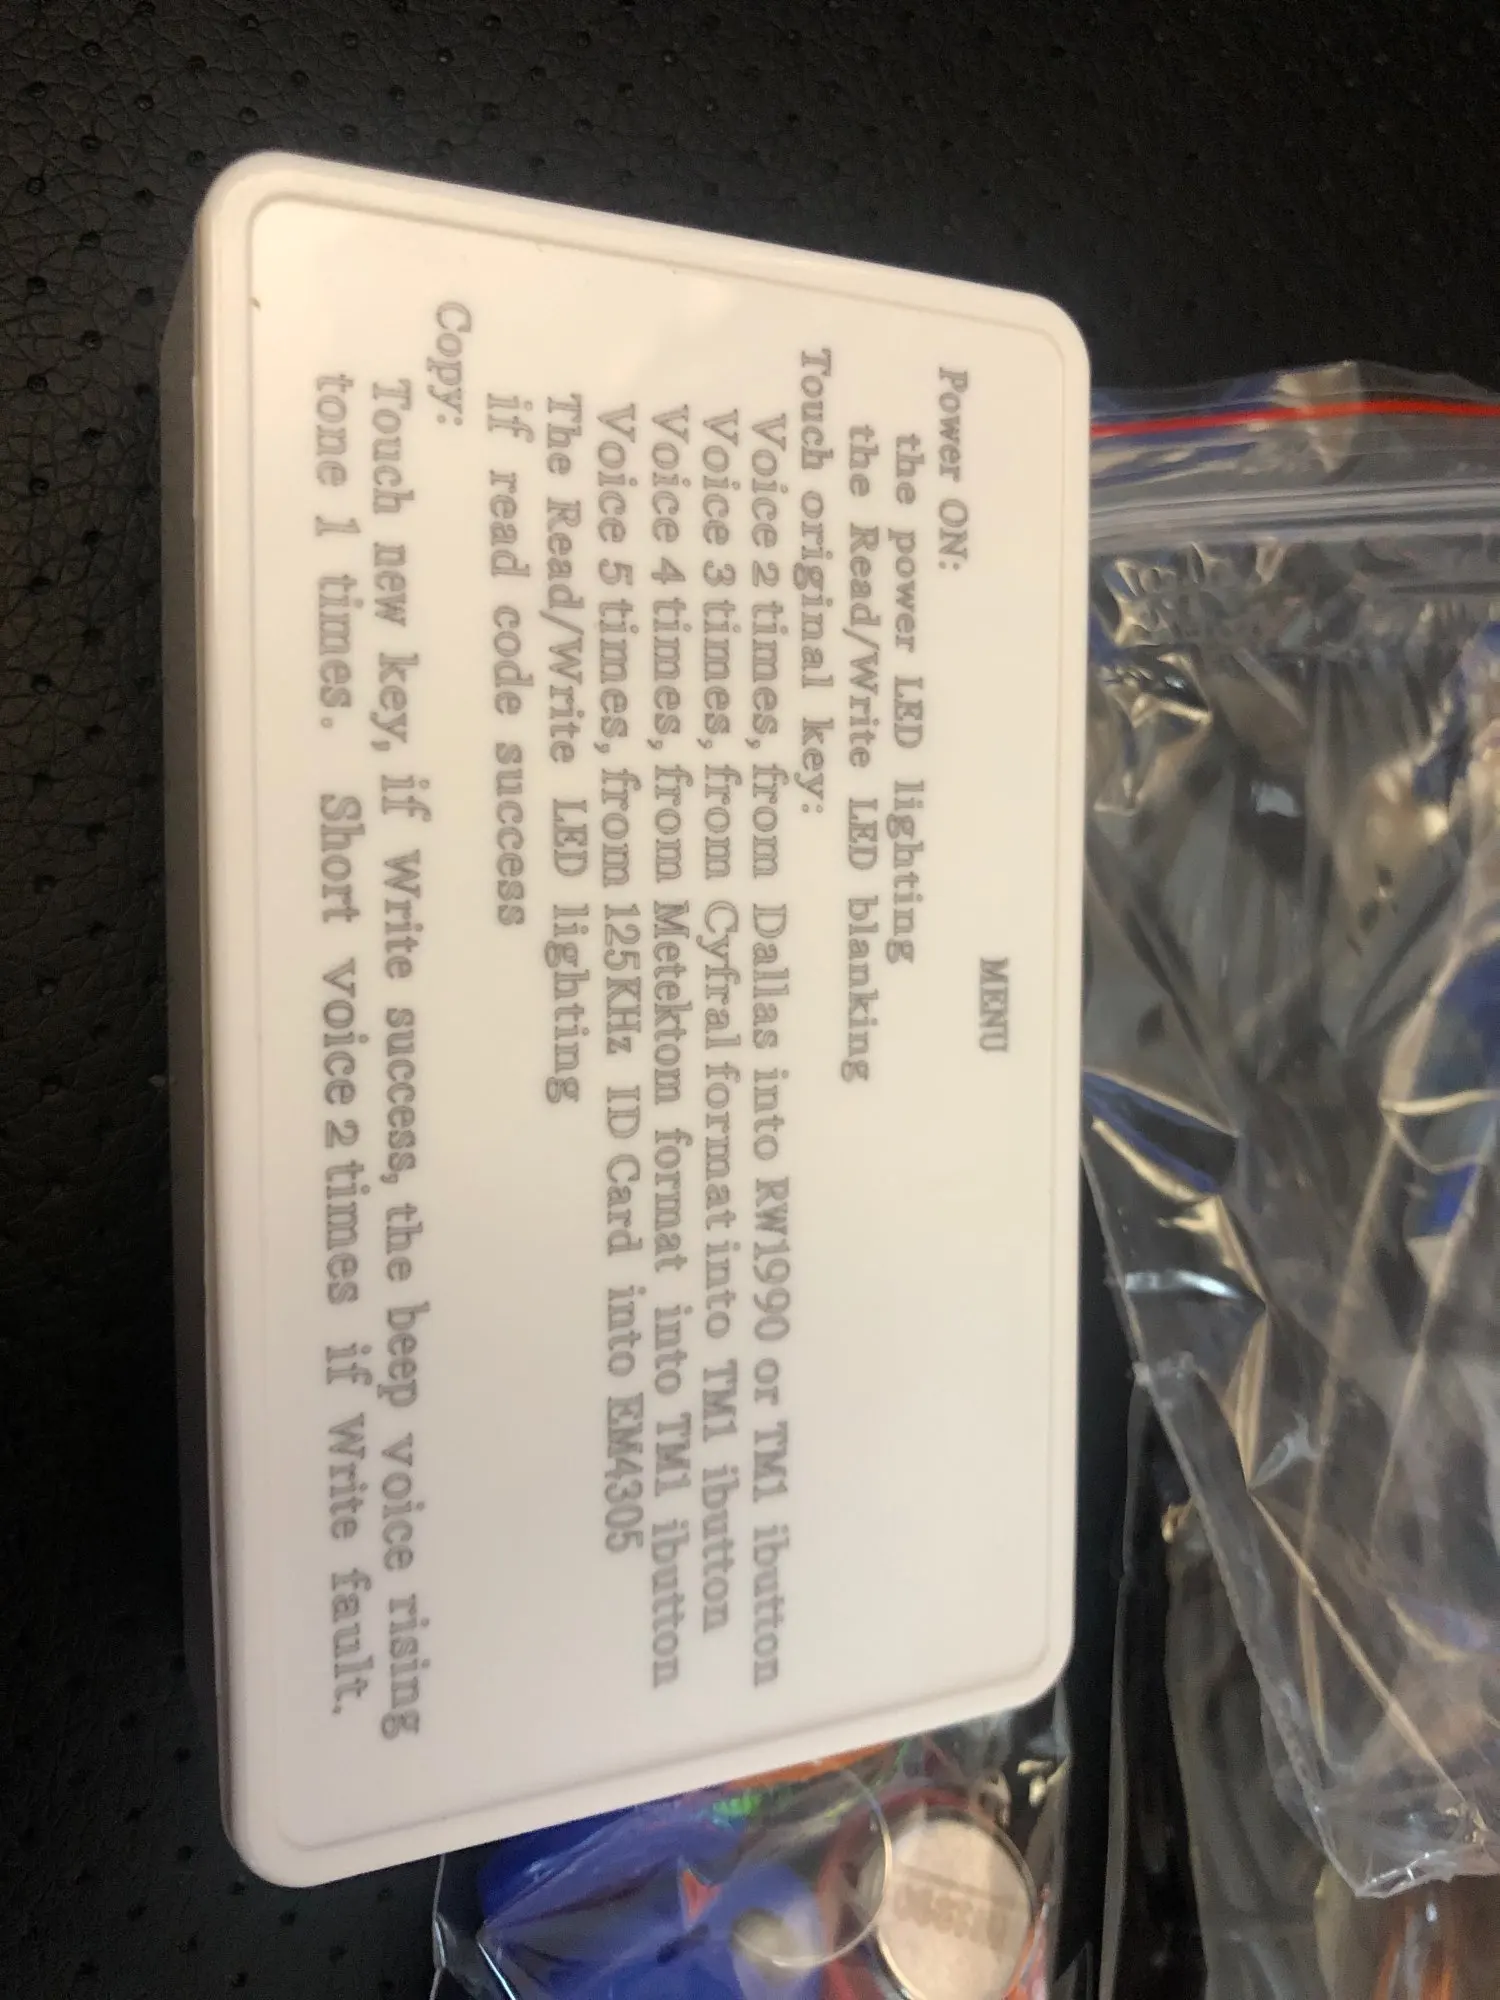 MENU
Power ON:
the power LED lighting
the Read/Write LED blanking
Touch original key:
Voice 2 times, from Dallas into RW1990 or TM1 ibutton
Voice 3 times, from Cyfral format into TM1 ibutton
Voice 4 times, from Metektom format into TM1 ibutton
Voice 5 times, from 125KHz ID Card into EM4305
The Read/Write LED lighting
if read code success
Copy:
Touch new key, if Write success, the beep voice rising
tone 1 times. Short voice 2 times if Write fault.